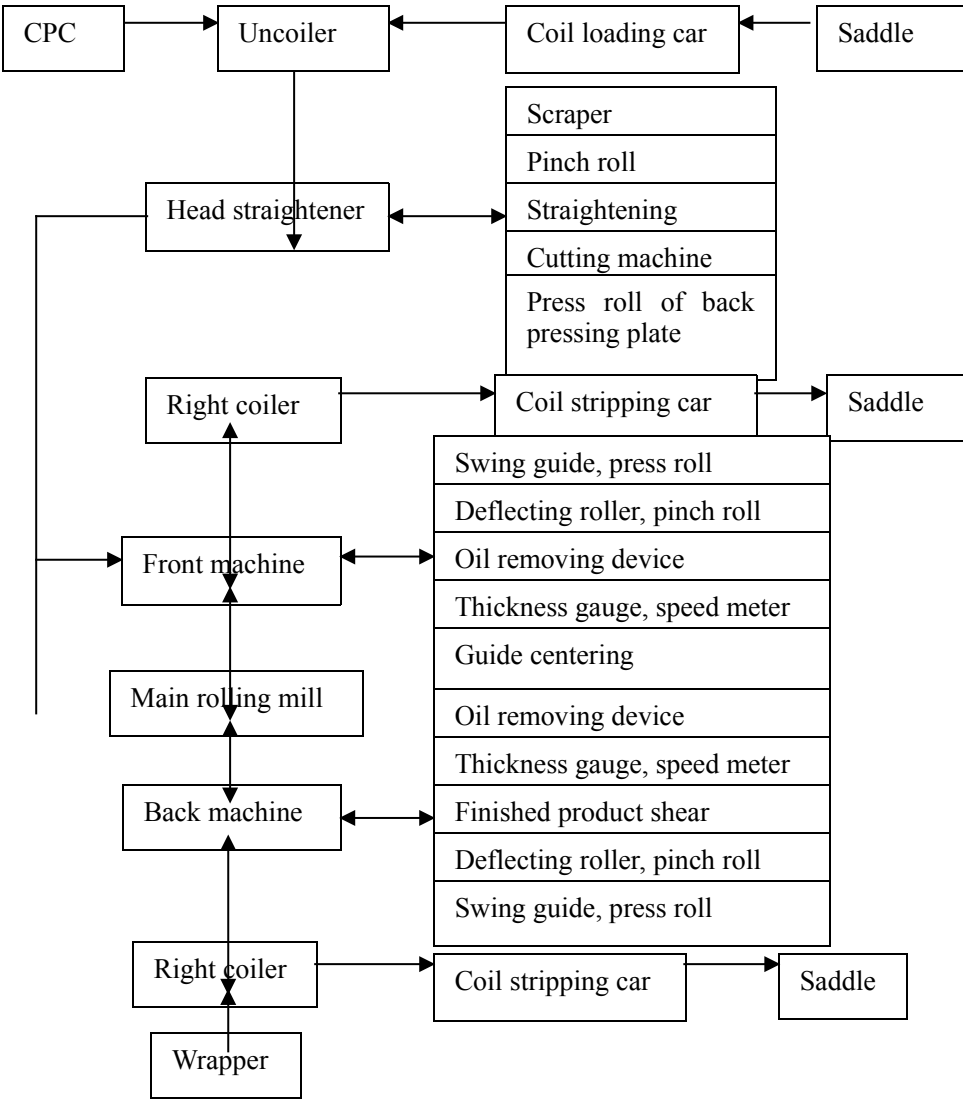 CPC
Uncoiler
Coil loading car
Saddle
Scraper
Pinch roll
Head straightener
Straightening
Cutting machine
Press roll of back
pressing plate
Right coiler
Coil stripping car
Saddle
Swing guide, press roll
Deflecting roller, pinch roll
Front machine
Oil removing device
Thickness gauge, speed meter
Guide centering
Main rolling mill
Oil removing device
Thickness gauge, speed meter
Back machine
Finished product shear
Deflecting roller, pinch roll
Swing guide, press roll
Right coiler
Coil stripping car
Saddle
Wrapper